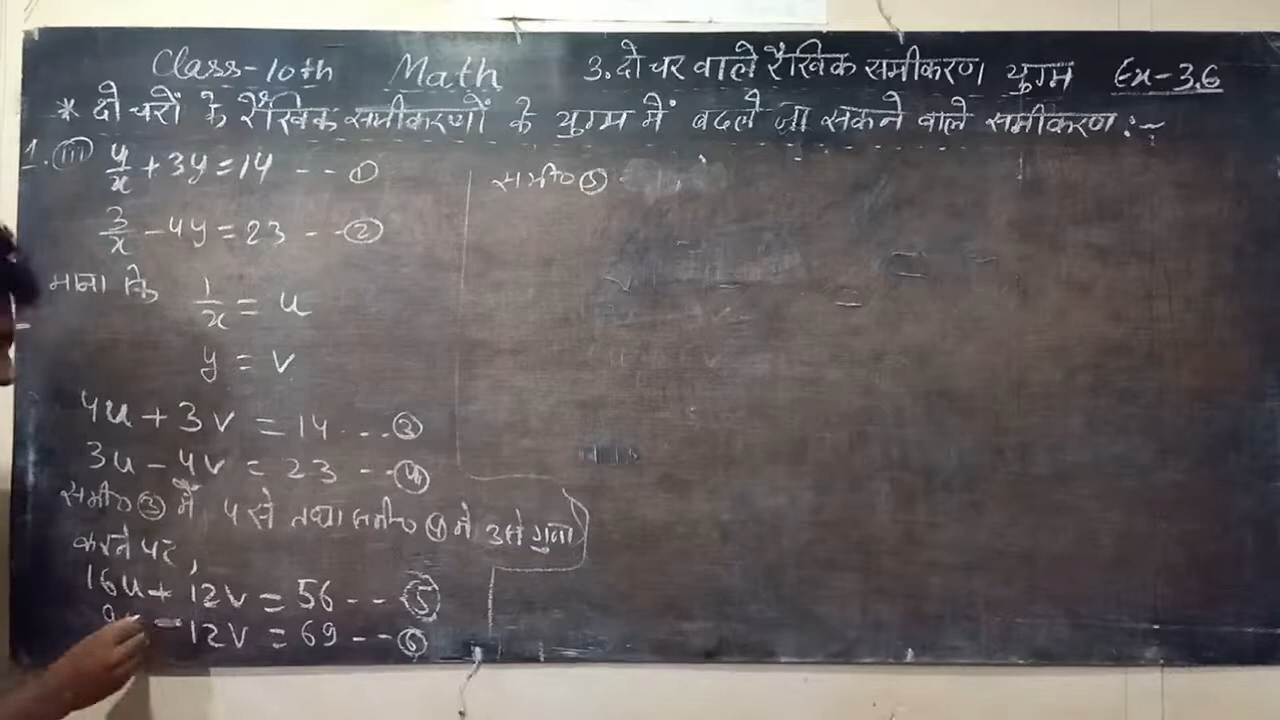 Class-10th Math 3. दो चर वाले रैखिक समीकरण युग्म Ex-3.6
* दो चरों के रैखिक समीकरणों के युग्म में बदले जा सकने वाले समीकरण :-
1. (iii) 4/x + 3y = 14 -- ①
3/x - 4y = 23 -- ②
माना कि 1/x = u
y = v
4u + 3v = 14 ... ③
3u - 4v = 23 -- ④
समी० ③ में 4 से तथा समी० ④ में 3 से गुना
करने पर,
16u + 12v = 56 -- ⑤
- 12v = 69 -- ⑥
समी० ⑤